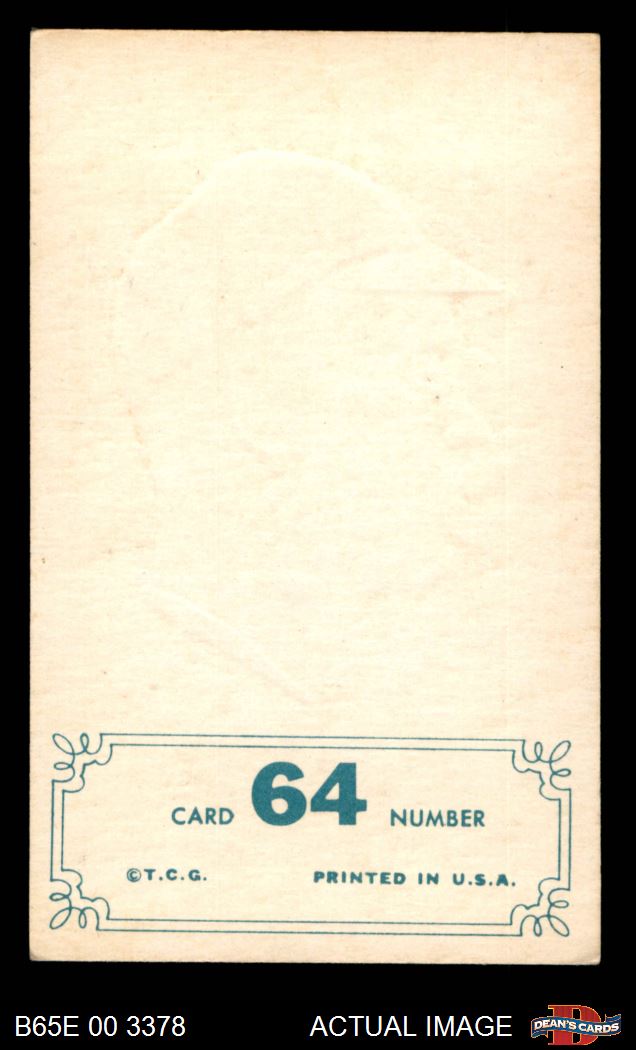 CARD 64 NUMBER
©T.C.G. PRINTED IN U.S.A.
B65E 00 3378 ACTUAL IMAGE DEAN'S CARDS